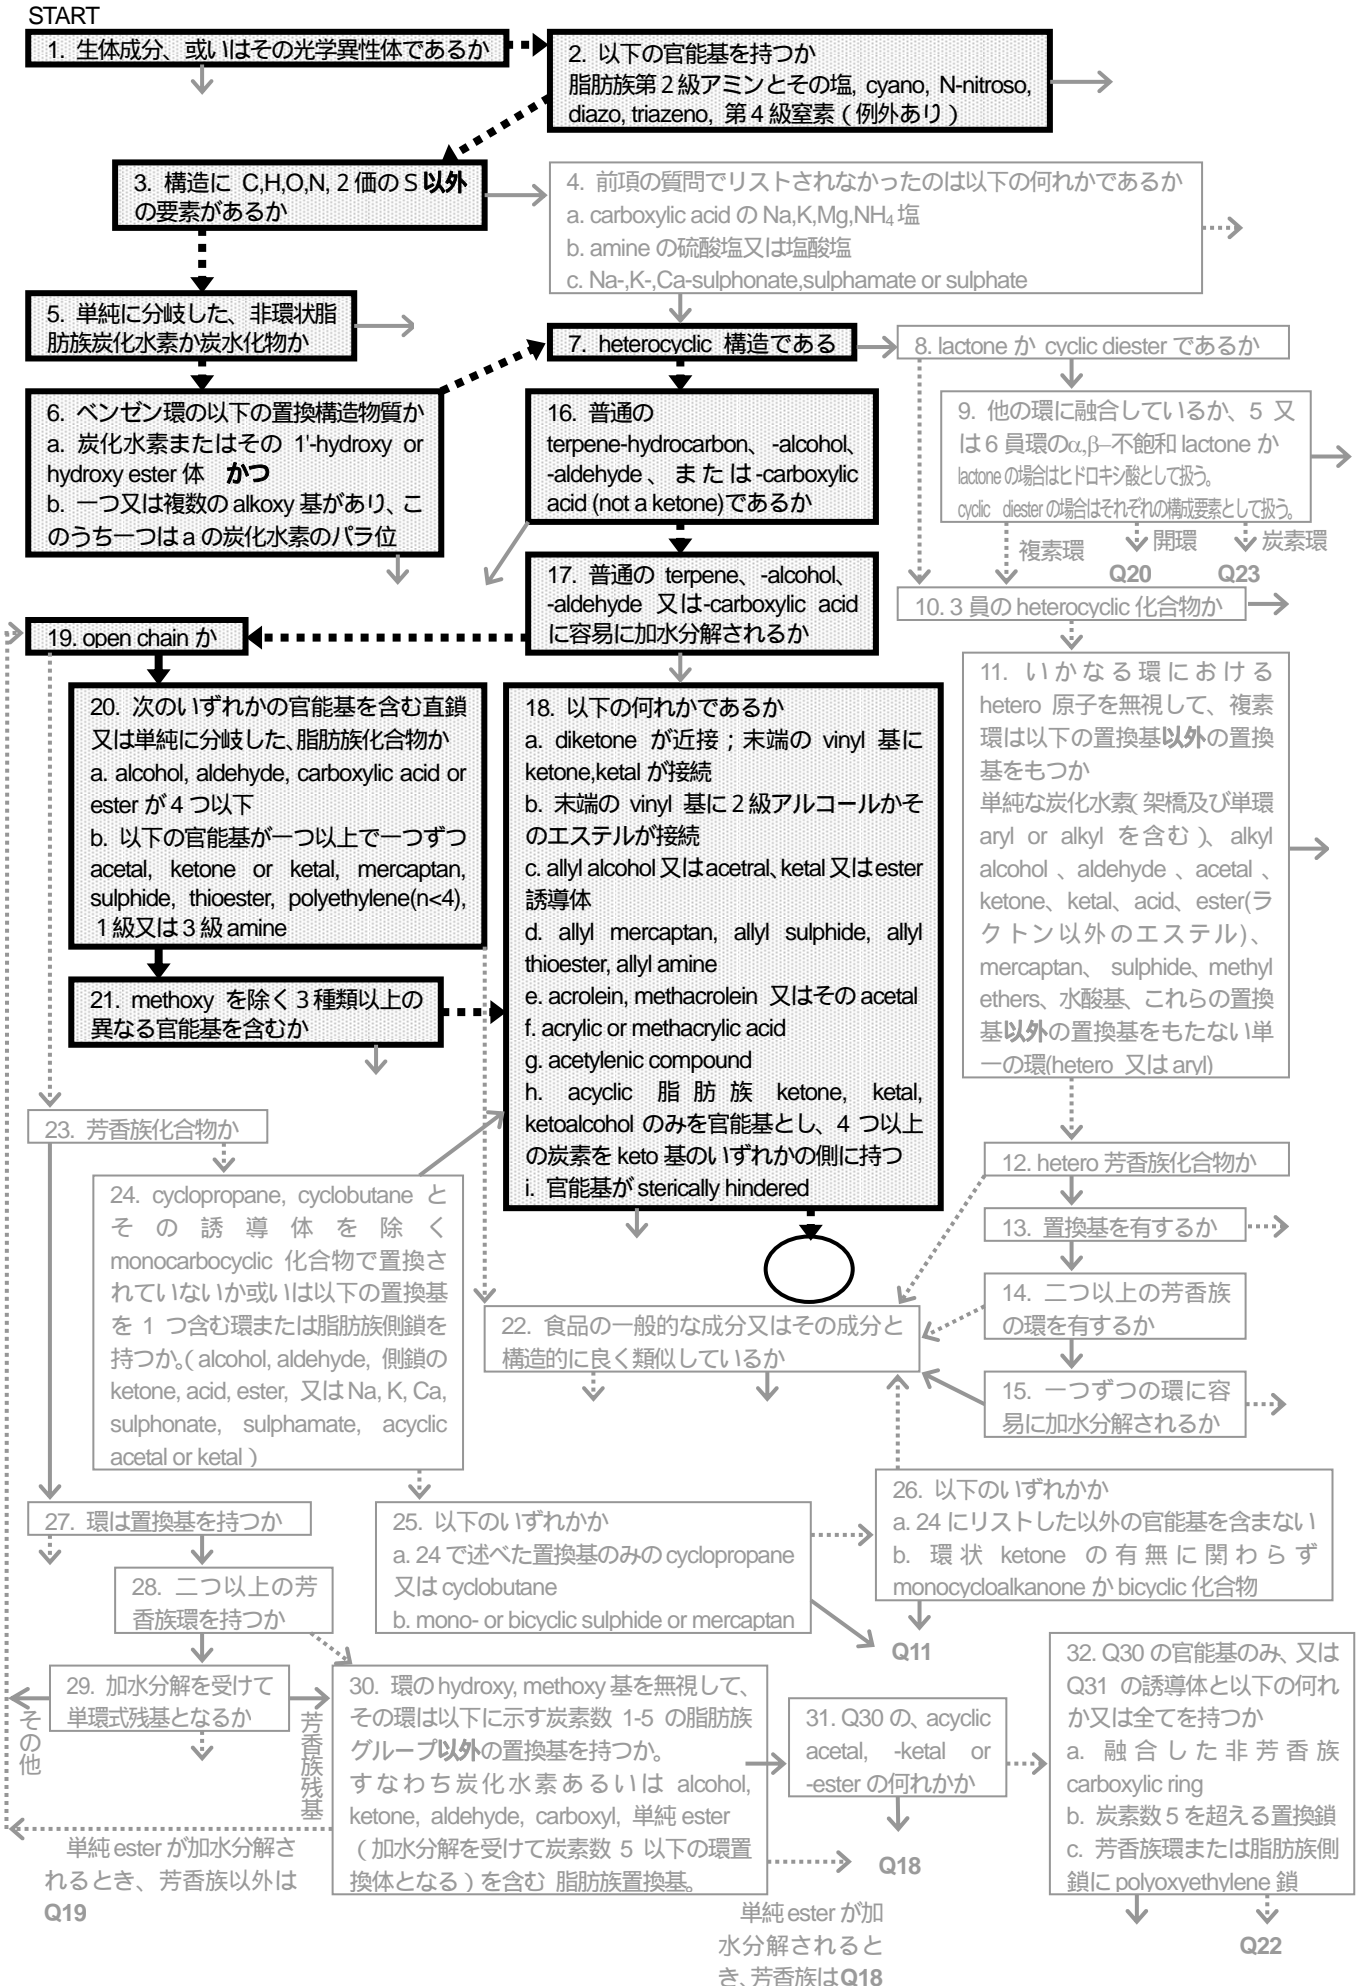 START
1. 生体成分、或いはその光学異性体であるか
2. 以下の官能基を持つか
脂肪族第２級アミンとその塩, cyano, N-nitroso,
diazo, triazeno, 第４級窒素（例外あり）
3. 構造に C,H,O,N, 2 価の S 以外
の要素があるか
4. 前項の質問でリストされなかったのは以下の何れかであるか
a. carboxylic acid の Na,K,Mg,NH4 塩
b. amine の硫酸塩又は塩酸塩
c. Na-,K-,Ca-sulphonate,sulphamate or sulphate
5. 単純に分岐した、非環状脂
肪族炭化水素か炭水化物か
6. ベンゼン環の以下の置換構造物質か
a. 炭化水素またはその 1'-hydroxy or
hydroxy ester 体 かつ
b. 一つ又は複数の alkoxy 基があり、こ
のうち一つは a の炭化水素のパラ位
7. heterocyclic 構造である
8. lactone か cyclic diester であるか
9. 他の環に融合しているか、5 又
は 6 員環のα,β−不飽和 lactone か
lactone の場合はヒドロキシ酸として扱う。
cyclic diester の場合はそれぞれの構成要素として扱う。
複素環
開環
炭素環
Q20
Q23
10. 3 員の heterocyclic 化合物か
16. 普通の
terpene-hydrocarbon、 -alcohol、
-aldehyde 、または -carboxylic
acid (not a ketone)であるか
17. 普通の terpene、-alcohol、
-aldehyde 又は-carboxylic acid
に容易に加水分解されるか
19. open chain か
11. いかなる環における
hetero 原子を無視して、複素
環は以下の置換基以外の置換
基をもつか
単純な炭化水素( 架橋及び単環
aryl or alkyl を含む )、alkyl
alcohol 、aldehyde 、acetal 、
ketone、ketal、acid、ester(ラ
クトン以外のエステル)、
mercaptan、 sulphide、methyl
ethers、水酸基、これらの置換
基以外の置換基をもたない単
一の環(hetero 又は aryl)
20. 次のいずれかの官能基を含む直鎖
又は単純に分岐した、脂肪族化合物か
a. alcohol, aldehyde, carboxylic acid or
ester が 4 つ以下
b. 以下の官能基が一つ以上で一つずつ
acetal, ketone or ketal, mercaptan,
sulphide, thioester, polyethylene(n<4),
１級又は３級 amine
21. methoxy を除く３種類以上の
異なる官能基を含むか
18. 以下の何れかであるか
a. diketone が近接；末端の vinyl 基に
ketone,ketal が接続
b. 末端の vinyl 基に２級アルコールかそ
のエステルが接続
c. allyl alcohol 又は acetral、ketal 又は ester
誘導体
d. allyl mercaptan, allyl sulphide, allyl
thioester, allyl amine
e. acrolein, methacrolein 又はその acetal
f. acrylic or methacrylic acid
g. acetylenic compound
h. acyclic 脂肪族 ketone, ketal,
ketoalcohol のみを官能基とし、4 つ以上
の炭素を keto 基のいずれかの側に持つ
i. 官能基が sterically hindered
23. 芳香族化合物か
24. cyclopropane, cyclobutane と
その誘導体を除く
monocarbocyclic 化合物で置換さ
れていないか或いは以下の置換基
を 1 つ含む環または脂肪族側鎖を
持つか。( alcohol, aldehyde, 側鎖の
ketone, acid, ester, 又は Na, K, Ca,
sulphonate, sulphamate, acyclic
acetal or ketal ）
12. hetero 芳香族化合物か
13. 置換基を有するか
14. 二つ以上の芳香族
の環を有するか
15. 一つずつの環に容
易に加水分解されるか
22. 食品の一般的な成分又はその成分と
構造的に良く類似しているか
27. 環は置換基を持つか
25. 以下のいずれかか
a. 24 で述べた置換基のみの cyclopropane
又は cyclobutane
b. mono- or bicyclic sulphide or mercaptan
26. 以下のいずれかか
a. 24 にリストした以外の官能基を含まない
b. 環状 ketone の有無に関わらず
monocycloalkanone か bicyclic 化合物
Q11
28. 二つ以上の芳
香族環を持つか
29. 加水分解を受けて
単環式残基となるか
その他
芳香族残基
30. 環の hydroxy, methoxy 基を無視して、
その環は以下に示す炭素数 1-5 の脂肪族
グループ以外の置換基を持つか。
すなわち炭化水素あるいは alcohol,
ketone, aldehyde, carboxyl, 単純 ester
（加水分解を受けて炭素数 5 以下の環置
換体となる）を含む 脂肪族置換基。
31. Q30 の、acyclic
acetal, -ketal or
-ester の何れかか
Q18
32. Q30 の官能基のみ、又は
Q31 の誘導体と以下の何れ
か又は全てを持つか
a. 融合した非芳香族
carboxylic ring
b. 炭素数 5 を超える置換鎖
c. 芳香族環または脂肪族側
鎖に polyoxyethylene 鎖
Q22
単純 ester が加水分解さ
れるとき、芳香族以外は
Q19
単純 ester が加
水分解されると
き、芳香族は Q18